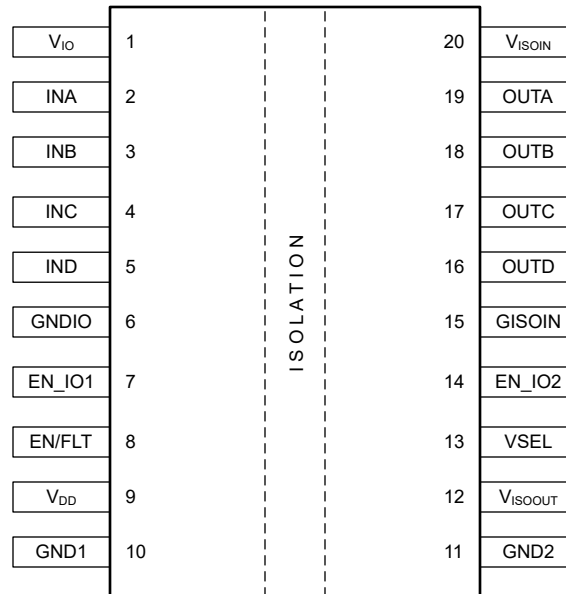 V_IO 1 20 V_ISOIN
INA 2 19 OUTA
INB 3 18 OUTB
INC 4 17 OUTC
IND 5 16 OUTD
GNDIO 6 15 GISOIN
EN_IO1 7 14 EN_IO2
EN/FLT 8 13 VSEL
V_DD 9 12 V_ISOOUT
GND1 10 11 GND2
ISOLATION